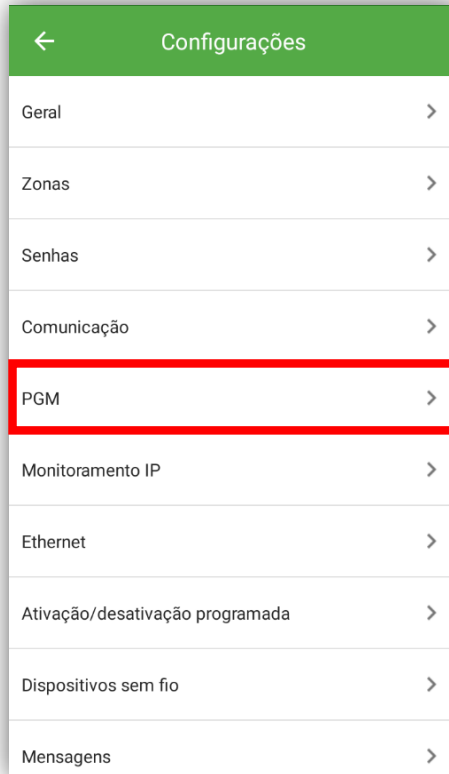 Configurações
Geral
Zonas
Senhas
Comunicação
PGM
Monitoramento IP
Ethernet
Ativação/desativação programada
Dispositivos sem fio
Mensagens